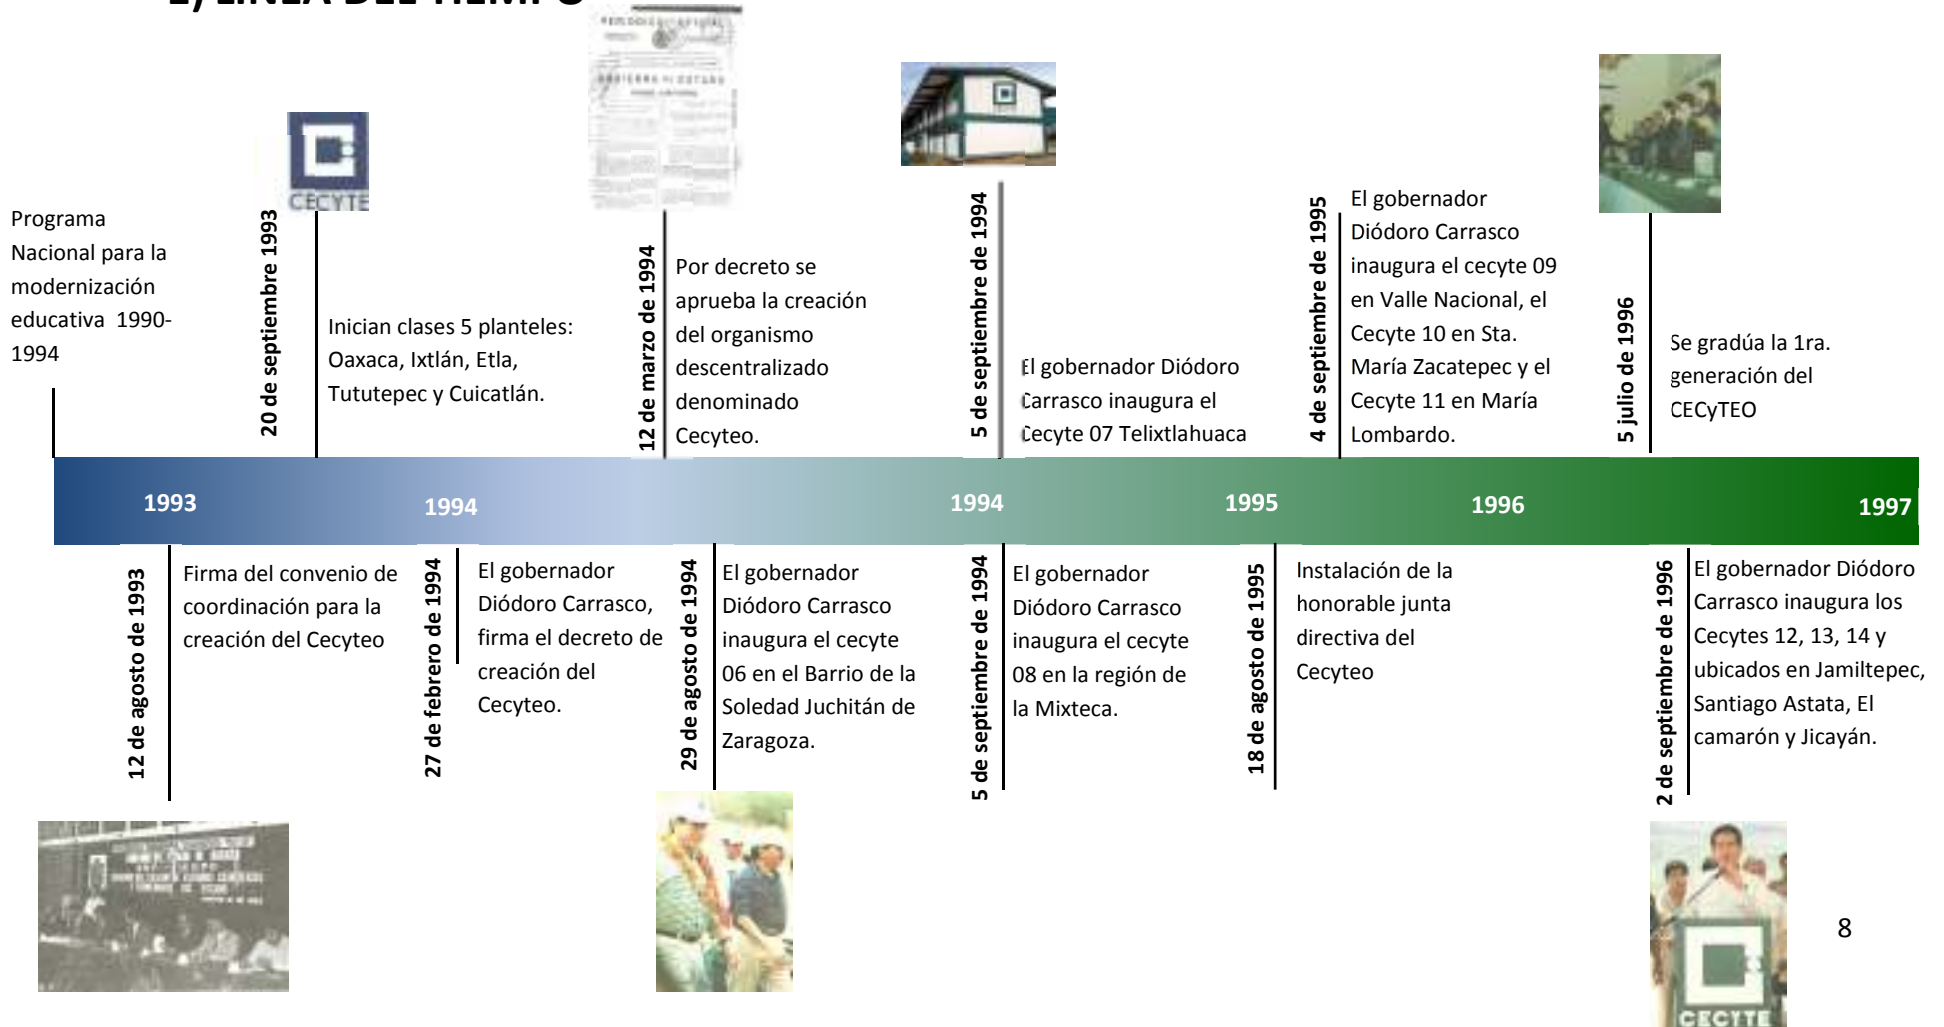 Programa
Nacional para la
modernización
educativa 1990-
1994
20 de septiembre 1993
CECYTE
Inician clases 5 planteles:
Oaxaca, Ixtlán, Etla,
Tututepec y Cuicatlán.
12 de marzo de 1994
Por decreto se
aprueba la creación
del organismo
descentralizado
denominado
Cecyteo.
5 de septiembre de 1994
El gobernador Diódoro
Carrasco inaugura el
Cecyte 07 Telixtlahuaca
4 de septiembre de 1995
El gobernador
Diódoro Carrasco
inaugura el cecyte 09
en Valle Nacional, el
Cecyte 10 en Sta.
María Zacatepec y el
Cecyte 11 en María
Lombardo.
5 julio de 1996
Se gradúa la 1ra.
generación del
CECyTEO
1993
1994
1994
1995
1996
1997
12 de agosto de 1993
Firma del convenio de
coordinación para la
creación del Cecyteo
27 de febrero de 1994
El gobernador
Diódoro Carrasco,
firma el decreto de
creación del
Cecyteo.
29 de agosto de 1994
El gobernador
Diódoro Carrasco
inaugura el cecyte
06 en el Barrio de la
Soledad Juchitán de
Zaragoza.
5 de septiembre de 1994
El gobernador
Diódoro Carrasco
inaugura el cecyte
08 en la región de
la Mixteca.
18 de agosto de 1995
Instalación de la
honorable junta
directiva del
Cecyteo
2 de septiembre de 1996
El gobernador Diódoro
Carrasco inaugura los
Cecytes 12, 13, 14 y
ubicados en Jamiltepec,
Santiago Astata, El
camarón y Jicayán.
CECYTE
8